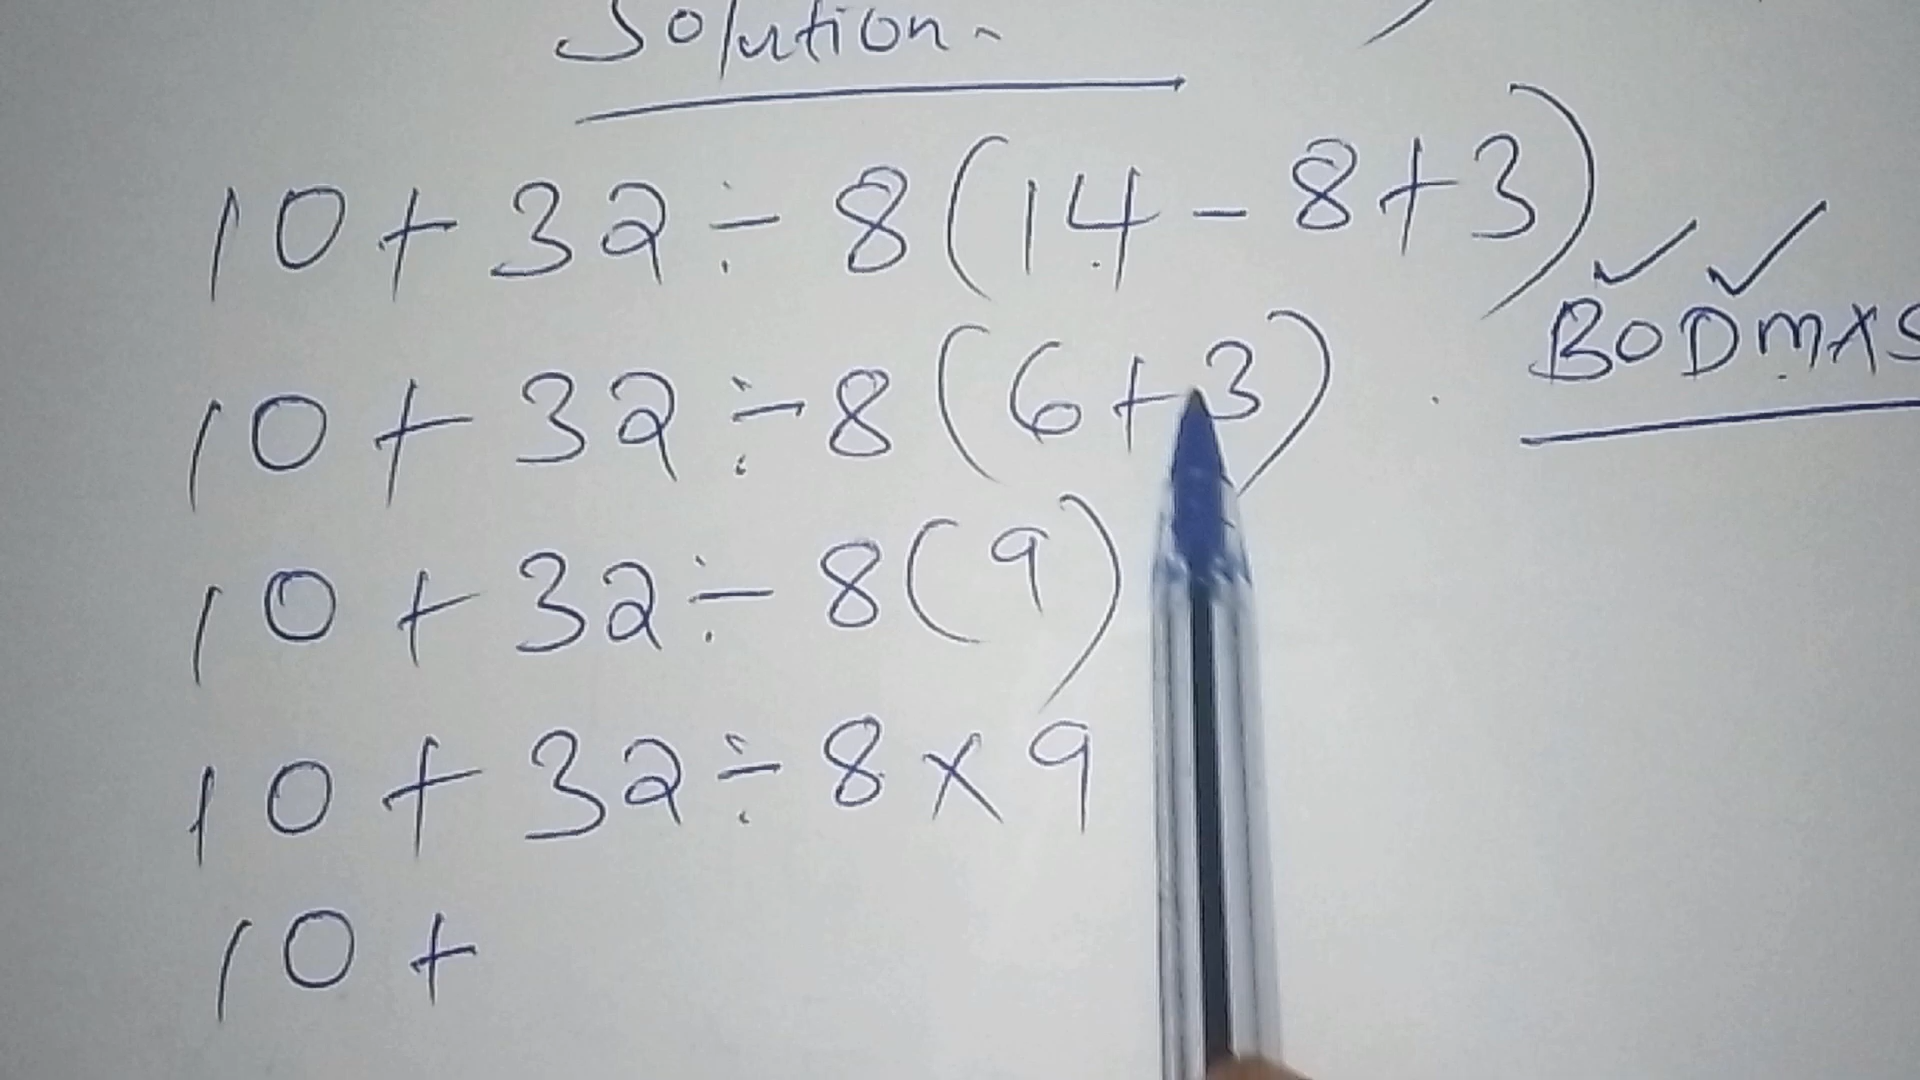 Solution
10 + 32 ÷ 8 (14 - 8 + 3)
BODMAS
10 + 32 ÷ 8 (6 + 3)
10 + 32 ÷ 8 (9)
10 + 32 ÷ 8 × 9
10 +